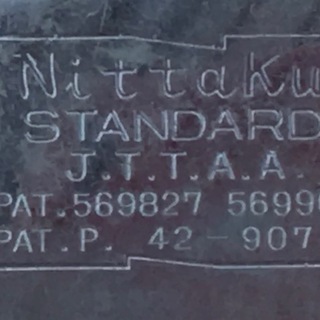 Nittaku
STANDARD
J.T.T.A.A.
PAT.569827
PAT.P. 42-907